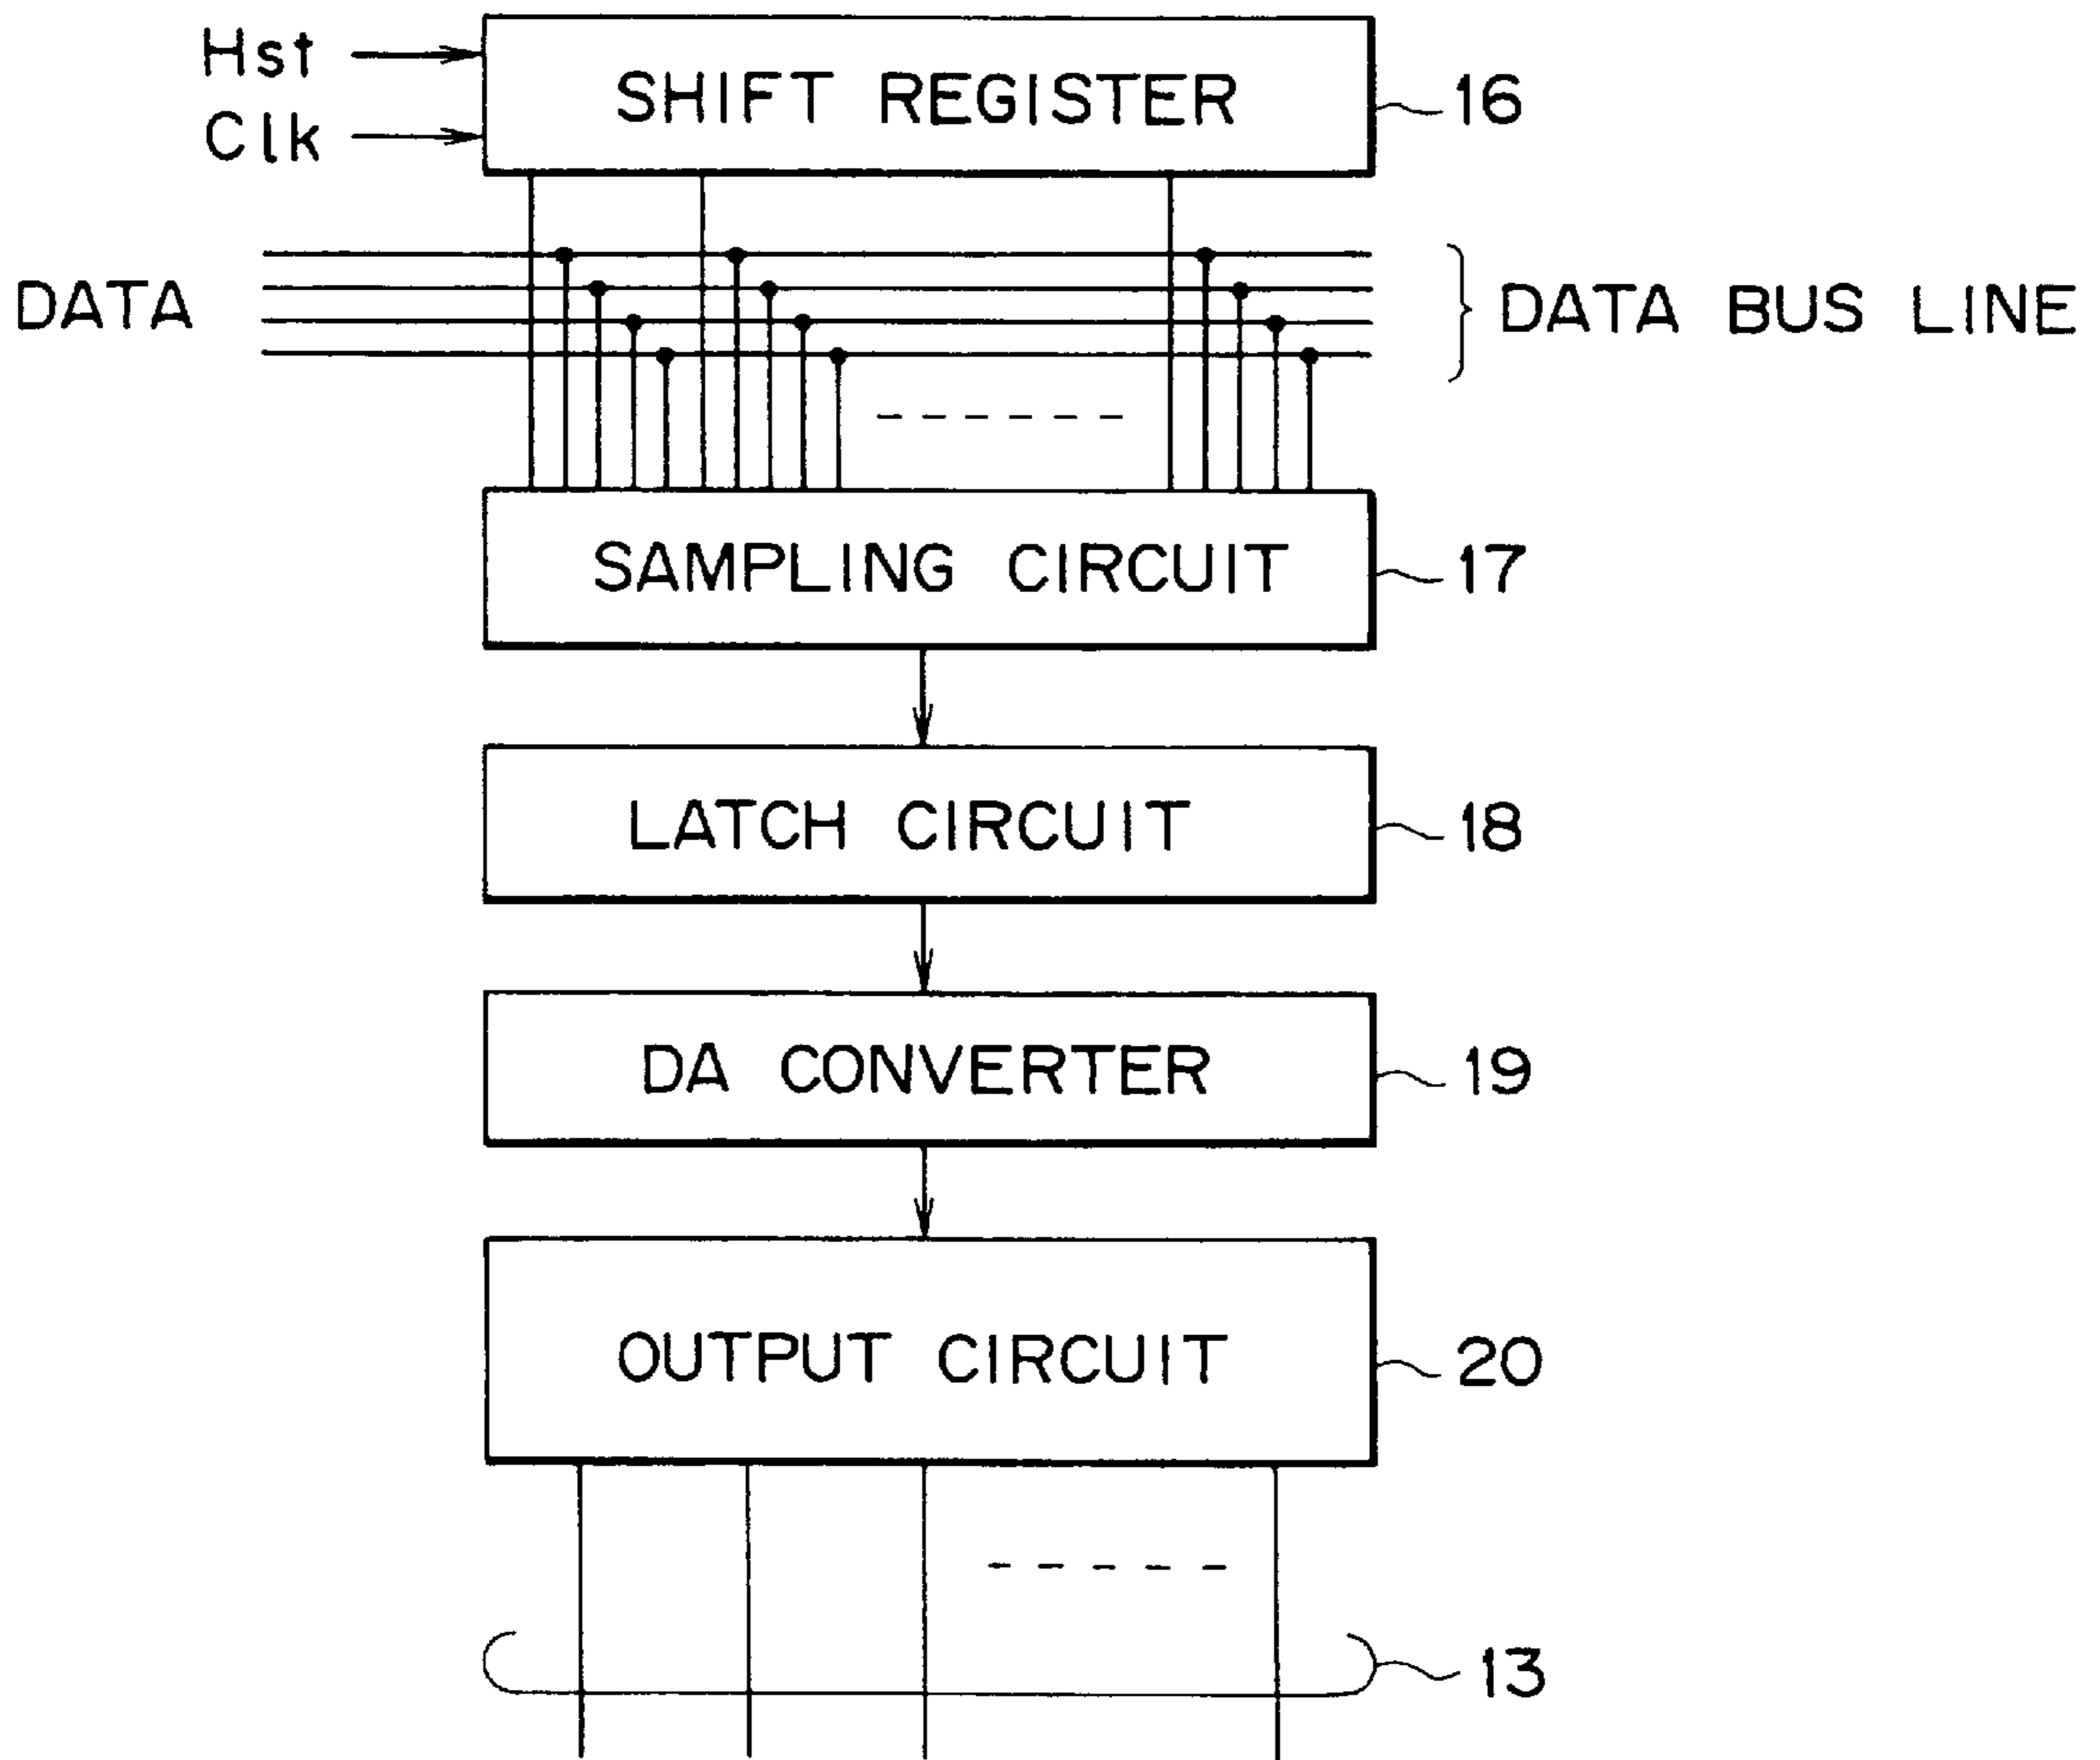 Hst
Clk
SHIFT REGISTER
16
DATA
DATA BUS LINE
SAMPLING CIRCUIT
17
LATCH CIRCUIT
18
DA CONVERTER
19
OUTPUT CIRCUIT
20
13